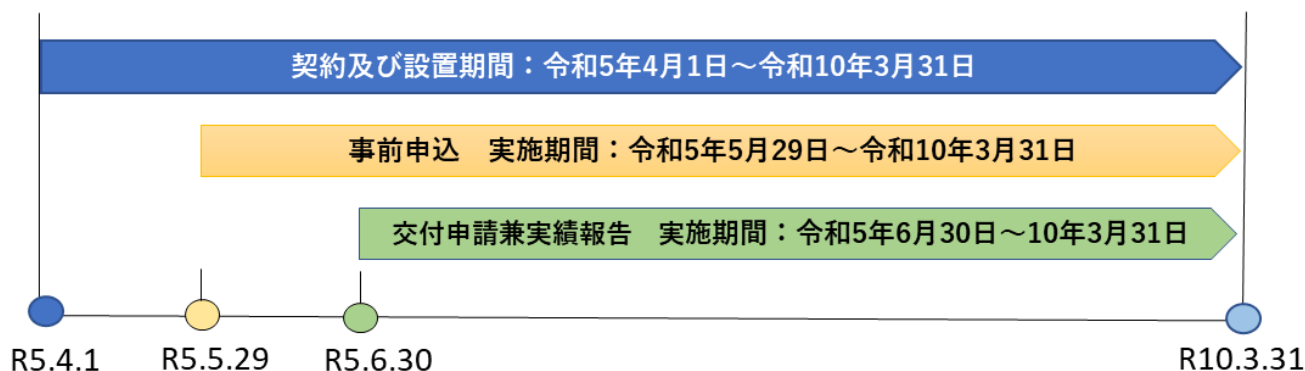 契約及び設置期間：令和5年4月1日～令和10年3月31日
事前申込　実施期間：令和5年5月29日～令和10年3月31日
交付申請兼実績報告　実施期間：令和5年6月30日～10年3月31日
R5.4.1
R5.5.29
R5.6.30
R10.3.31